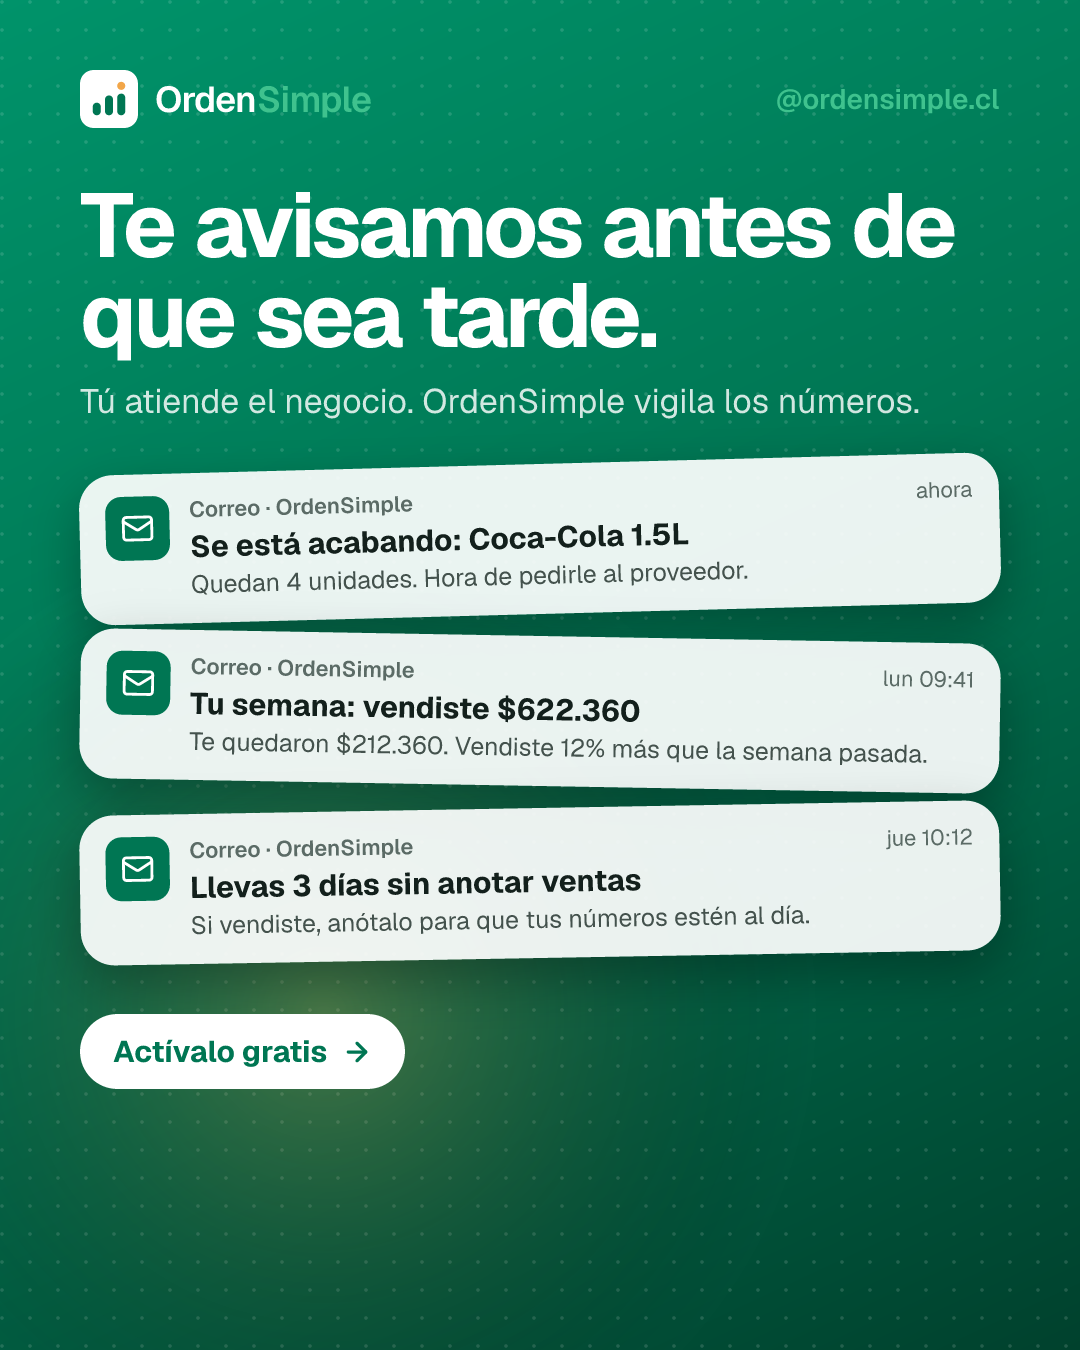 OrdenSimple
@ordensimple.cl
Te avisamos antes de
que sea tarde.
Tú atiende el negocio. OrdenSimple vigila los números.
Correo · OrdenSimple
ahora
Se está acabando: Coca-Cola 1.5L
Quedan 4 unidades. Hora de pedirle al proveedor.
Correo · OrdenSimple
lun 09:41
Tu semana: vendiste $622.360
Te quedaron $212.360. Vendiste 12% más que la semana pasada.
Correo · OrdenSimple
jue 10:12
Llevas 3 días sin anotar ventas
Si vendiste, anótalo para que tus números estén al día.
Actívalo gratis →